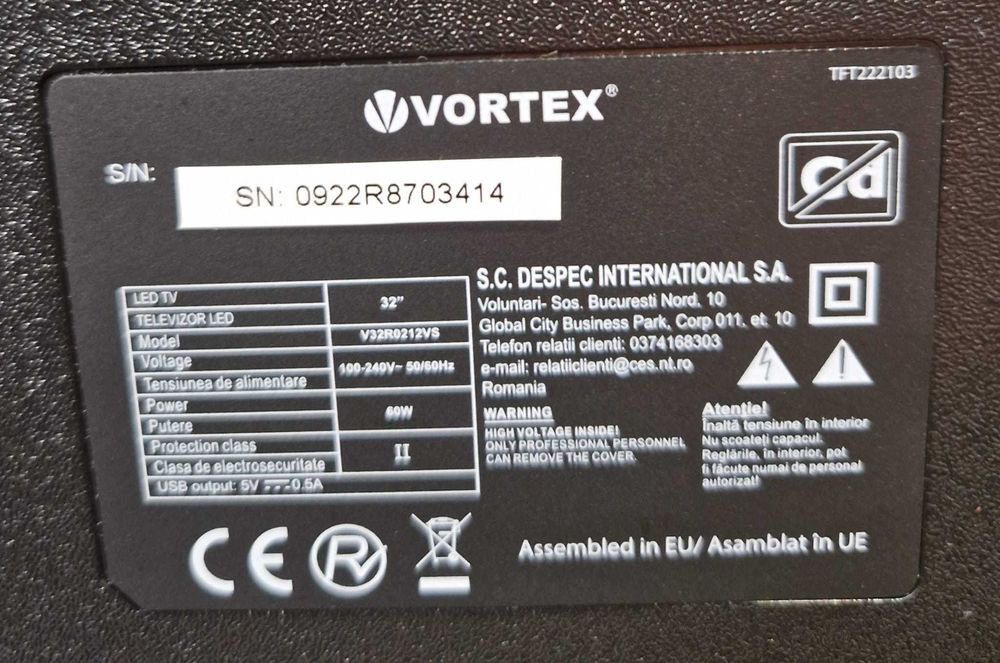 TFT222103
VORTEX®
S/N:
SN: 0922R8703414
Cd
LED TV
TELEVIZOR LED
32"
Model
V32R0212VS
Voltage
Tensiunea de alimentare
100-240V~ 50/60Hz
Power
Putere
60W
Protection class
Clasa de electrosecuritate
II
USB output: 5V ⎓ 0.5A
S.C. DESPEC INTERNATIONAL S.A.
Voluntari- Sos. Bucuresti Nord, 10
Global City Business Park, Corp 011. et. 10
Telefon relatii clienti: 0374168303
e-mail: relatiiclienti@ces.nt.ro
Romania
WARNING
HIGH VOLTAGE INSIDE!
ONLY PROFESSIONAL PERSONNEL
CAN REMOVE THE COVER.
Atenție!
Înaltă tensiune în interior
Nu scoateți capacul.
Reglările, în interior, pot
fi făcute numai de personal
autorizat!
CE
R
Assembled in EU/ Asamblat în UE